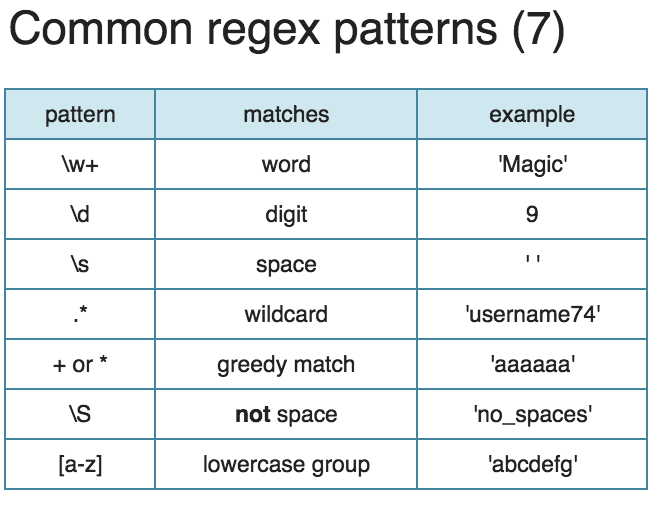 Common regex patterns (7)
pattern matches example
\w+ word 'Magic'
\d digit 9
\s space ' '
.* wildcard 'username74'
+ or * greedy match 'aaaaaa'
\S not space 'no_spaces'
[a-z] lowercase group 'abcdefg'